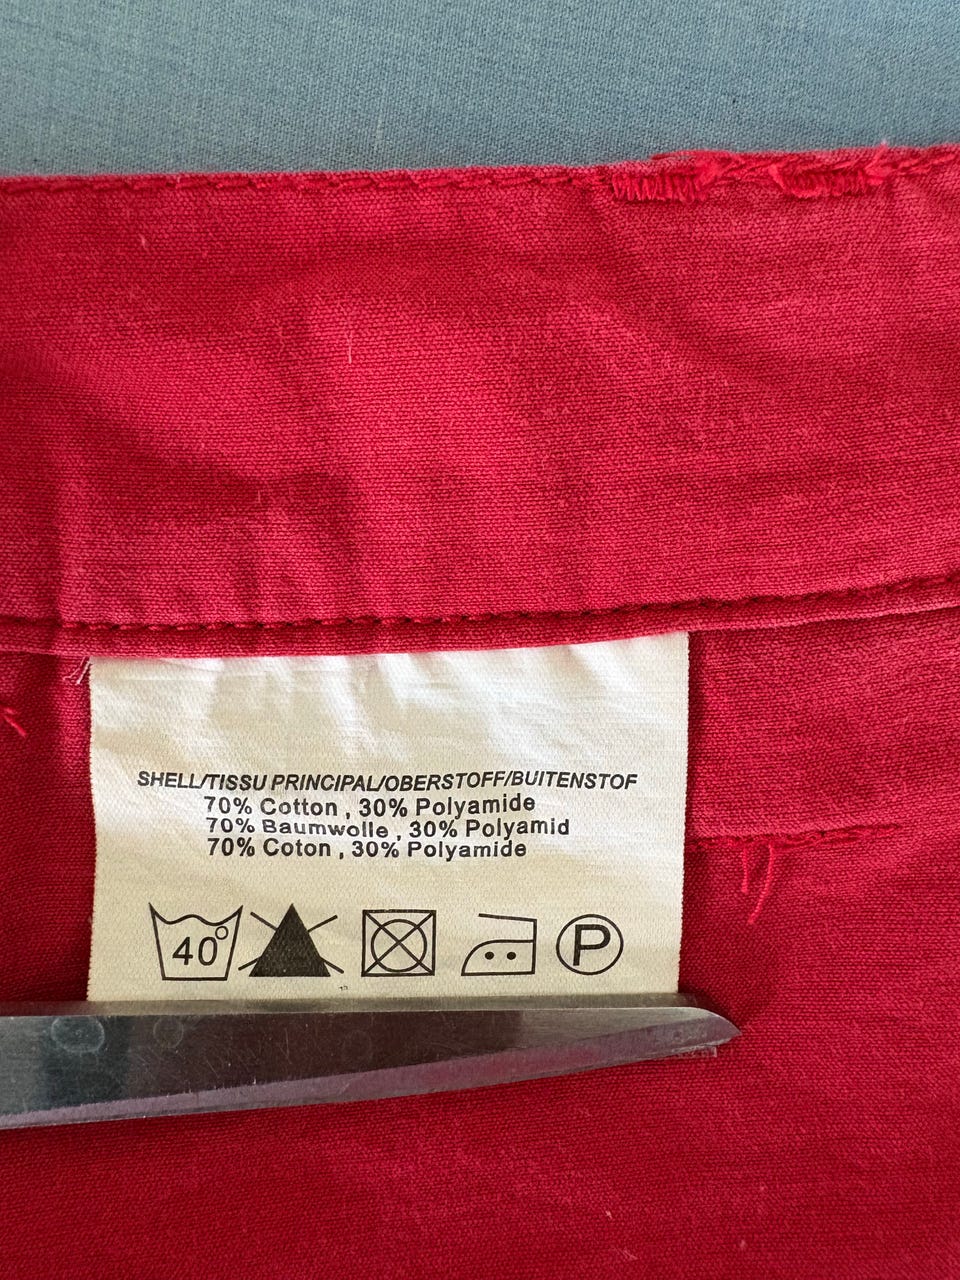 SHELL/TISSU PRINCIPAL/OBERSTOFF/BUITENSTOF
70% Cotton , 30% Polyamide
70% Baumwolle , 30% Polyamid
70% Coton , 30% Polyamide
40° P